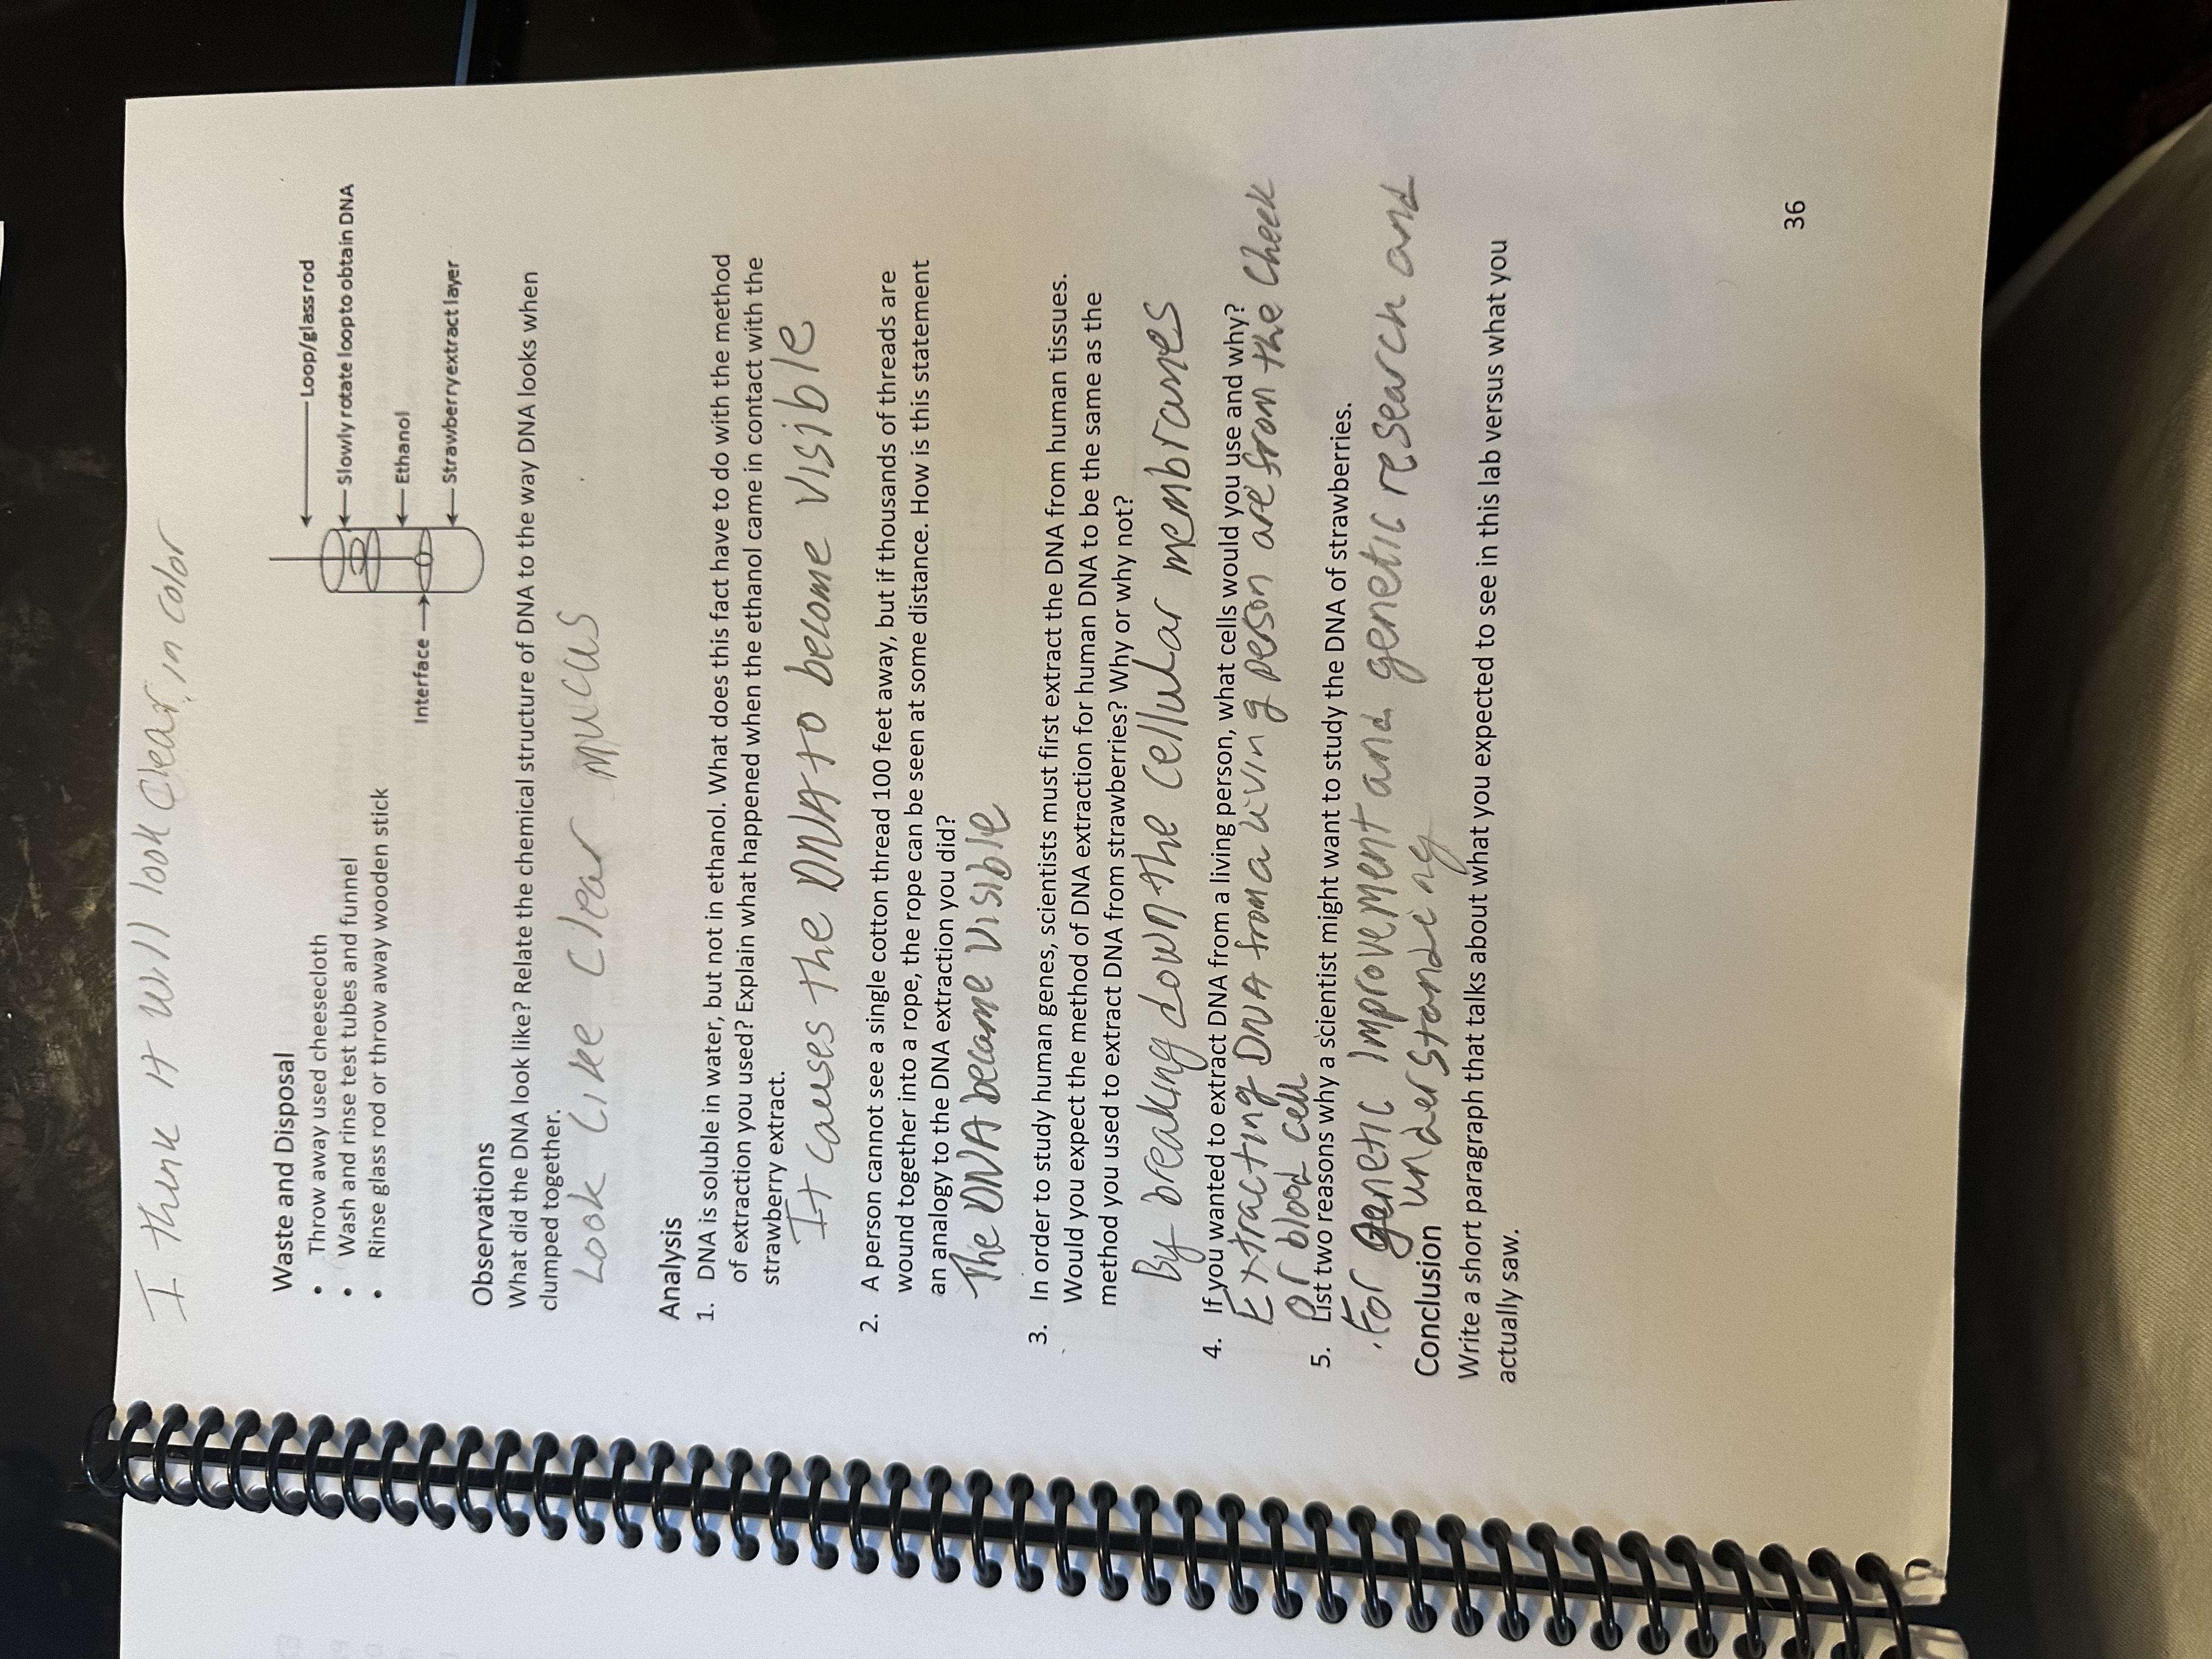 I think it will look Clear, in color
Waste and Disposal
• Throw away used cheesecloth
• Wash and rinse test tubes and funnel
• Rinse glass rod or throw away wooden stick
Loop/glass rod
Slowly rotate loop to obtain DNA
Ethanol
Interface
Strawberry extract layer
Observations
What did the DNA look like? Relate the chemical structure of DNA to the way DNA looks when
clumped together.
Look Like Clear mucus
Analysis
1. DNA is soluble in water, but not in ethanol. What does this fact have to do with the method
of extraction you used? Explain what happened when the ethanol came in contact with the
strawberry extract.
It causes the DNA to become Visible
2. A person cannot see a single cotton thread 100 feet away, but if thousands of threads are
wound together into a rope, the rope can be seen at some distance. How is this statement
an analogy to the DNA extraction you did?
The DNA became Visible
3. In order to study human genes, scientists must first extract the DNA from human tissues.
Would you expect the method of DNA extraction for human DNA to be the same as the
method you used to extract DNA from strawberries? Why or why not?
By breaking down the cellular membranes
4. If you wanted to extract DNA from a living person, what cells would you use and why?
Extracting DNA from a living person are from the Cheek
or blood cell
5. List two reasons why a scientist might want to study the DNA of strawberries.
For genetic Improvement and genetic research and
understanding
Conclusion
Write a short paragraph that talks about what you expected to see in this lab versus what you
actually saw.
36